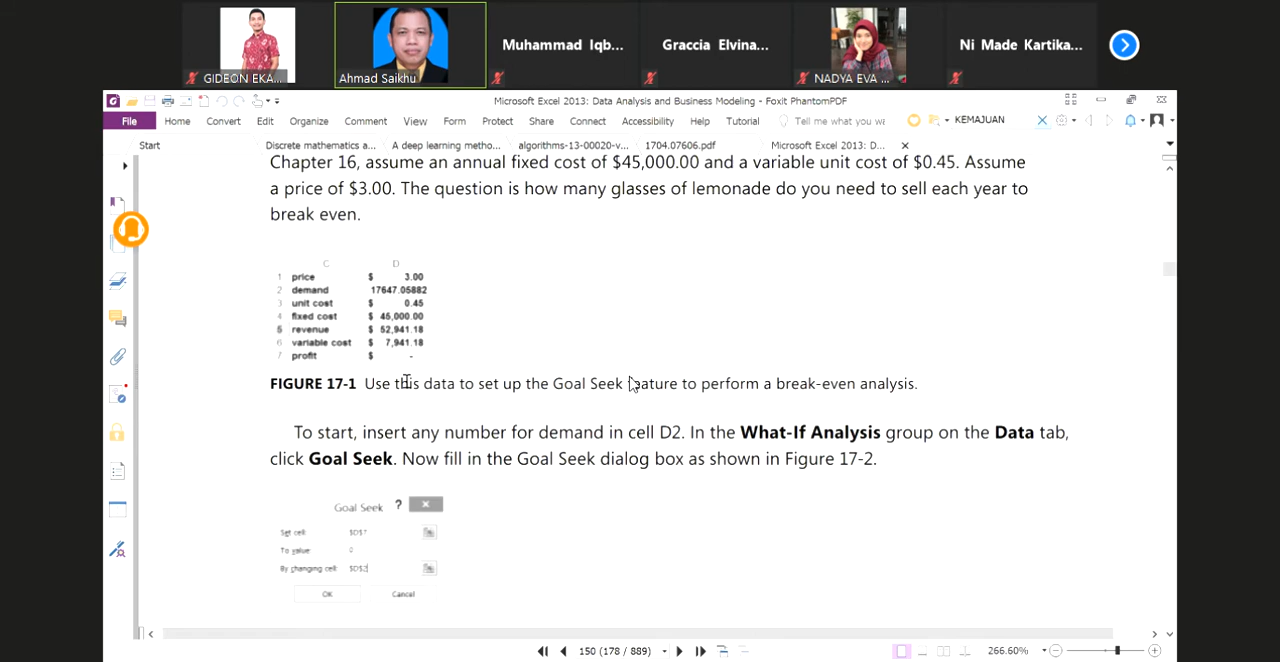 GIDEON EKA...
Ahmad Saikhu
Muhammad Iqb...
Graccia Elvina...
NADYA EVA ...
Ni Made Kartika...
Microsoft Excel 2013: Data Analysis and Business Modeling - Foxit PhantomPDF
File Home Convert Edit Organize Comment View Form Protect Share Connect Accessibility Help Tutorial Tell me what you wa KEMAJUAN
Start Discrete mathematics a... A deep learning metho... algorithms-13-00020-v... 1704.07606.pdf Microsoft Excel 2013: D...
Chapter 16, assume an annual fixed cost of $45,000.00 and a variable unit cost of $0.45. Assume
a price of $3.00. The question is how many glasses of lemonade do you need to sell each year to
break even.
C D
1 price $ 3.00
2 demand 17647.05882
3 unit cost $ 0.45
4 fixed cost $ 45,000.00
5 revenue $ 52,941.18
6 variable cost $ 7,941.18
7 profit $ -
FIGURE 17-1 Use this data to set up the Goal Seek feature to perform a break-even analysis.
To start, insert any number for demand in cell D2. In the What-If Analysis group on the Data tab,
click Goal Seek. Now fill in the Goal Seek dialog box as shown in Figure 17-2.
Goal Seek ?
Set cell: $D$7
To value: 0
By changing cell: $D$2
OK Cancel
150 (178 / 889) 266.60%